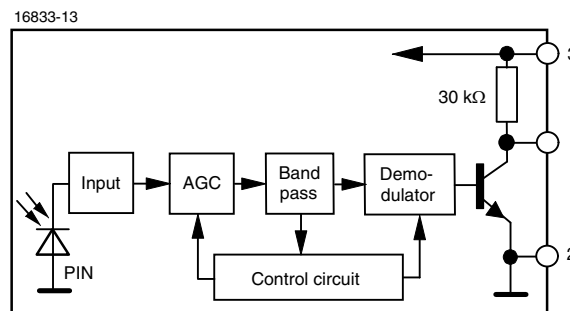 16833-13
3
30 kΩ
Input
AGC
Band
pass
Demo-
dulator
PIN
Control circuit
2